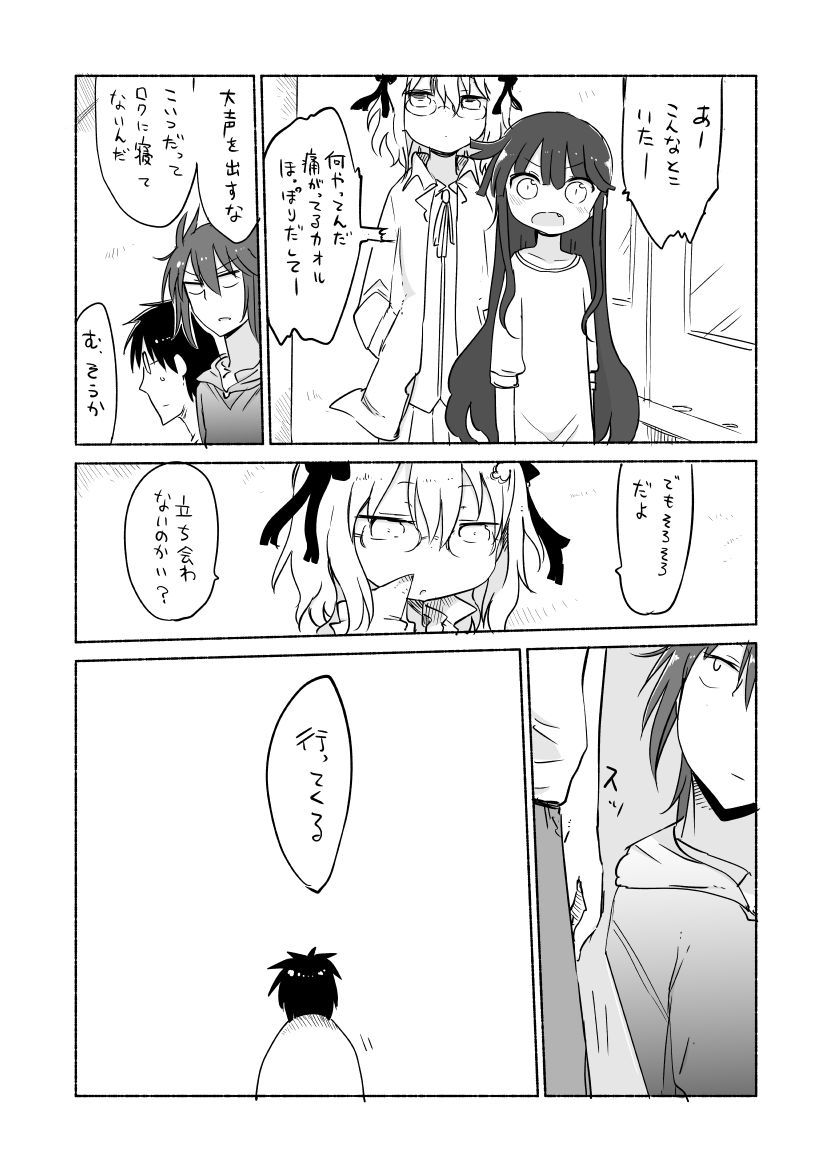 あー
こんなとこ
いたー
何やってんだ
痛がってるカオル
ほっぽりだしてー
大声を出すな
こいつだって
ロクに寝て
ないんだ
む、そうか
でもそろそろ
だよ
立ち会わ
ないのかい？
スッ
行ってくる